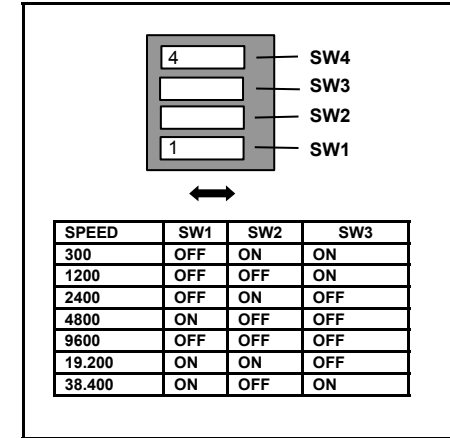 4 SW4
SW3
SW2
1 SW1
SPEED SW1 SW2 SW3
300 OFF ON ON
1200 OFF OFF ON
2400 OFF ON OFF
4800 ON OFF OFF
9600 OFF OFF OFF
19.200 ON ON OFF
38.400 ON OFF ON